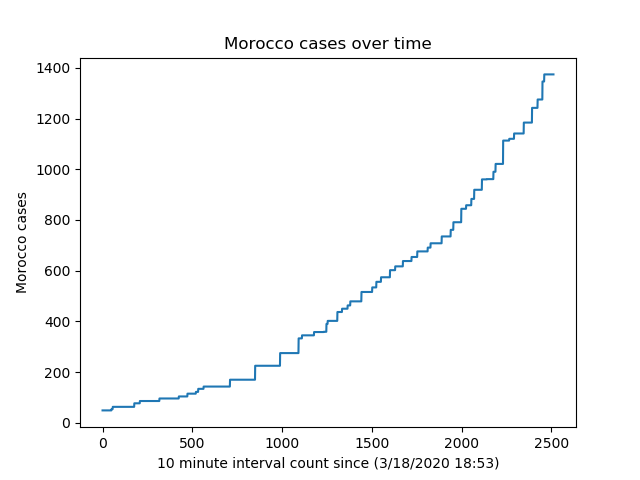 Morocco cases over time
1400
1200
1000
800
600
400
200
0
Morocco cases
0 500 1000 1500 2000 2500
10 minute interval count since (3/18/2020 18:53)